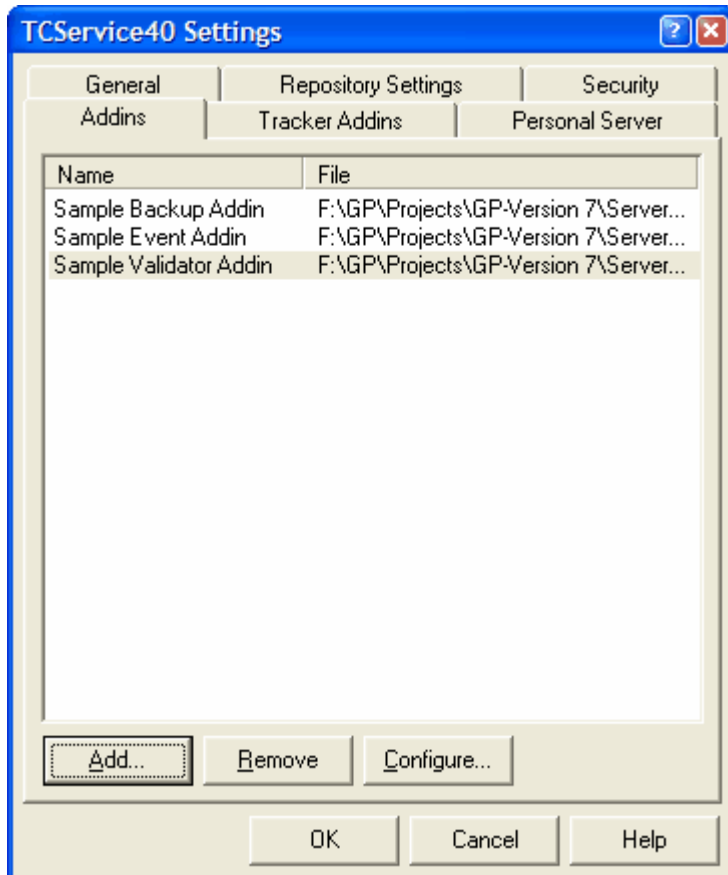 TCService40 Settings
General Repository Settings Security
Addins Tracker Addins Personal Server
Name File
Sample Backup Addin F:\GP\Projects\GP-Version 7\Server...
Sample Event Addin F:\GP\Projects\GP-Version 7\Server...
Sample Validator Addin F:\GP\Projects\GP-Version 7\Server...
Add... Remove Configure...
OK Cancel Help